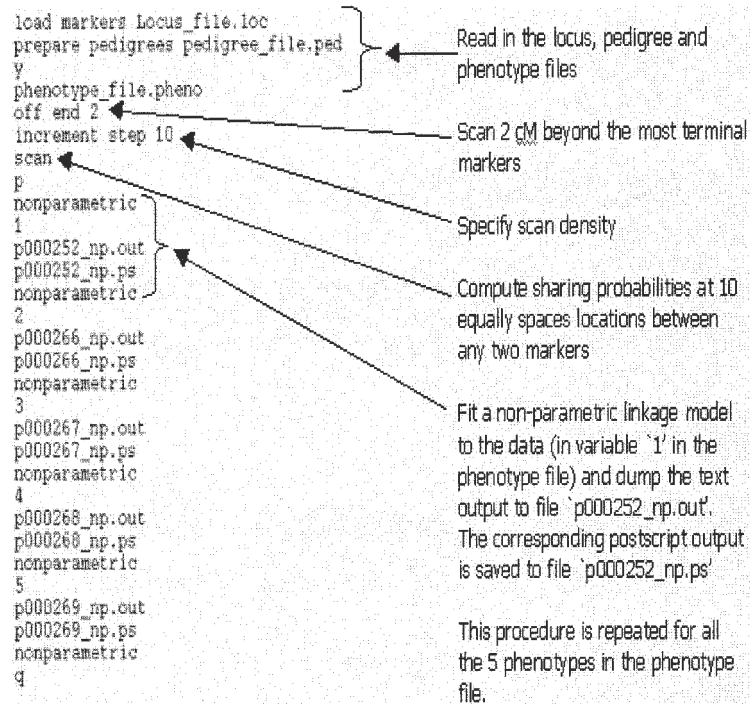 load markers Locus_file.loc
prepare pedigrees pedigree_file.ped
y
phenotype_file.pheno
off end 2
increment step 10
scan
p
nonparametric
1
p000252_np.out
p000252_np.ps
nonparametric
2
p000266_np.out
p000266_np.ps
nonparametric
3
p000267_np.out
p000267_np.ps
nonparametric
4
p000268_np.out
p000268_np.ps
nonparametric
5
p000269_np.out
p000269_np.ps
nonparametric
q
Read in the locus, pedigree and
phenotype files
Scan 2 cM beyond the most terminal
markers
Specify scan density
Compute sharing probabilities at 10
equally spaces locations between
any two markers
Fit a non-parametric linkage model
to the data (in variable `1' in the
phenotype file) and dump the text
output to file `p000252_np.out'.
The corresponding postscript output
is saved to file `p000252_np.ps'
This procedure is repeated for all
the 5 phenotypes in the phenotype
file.